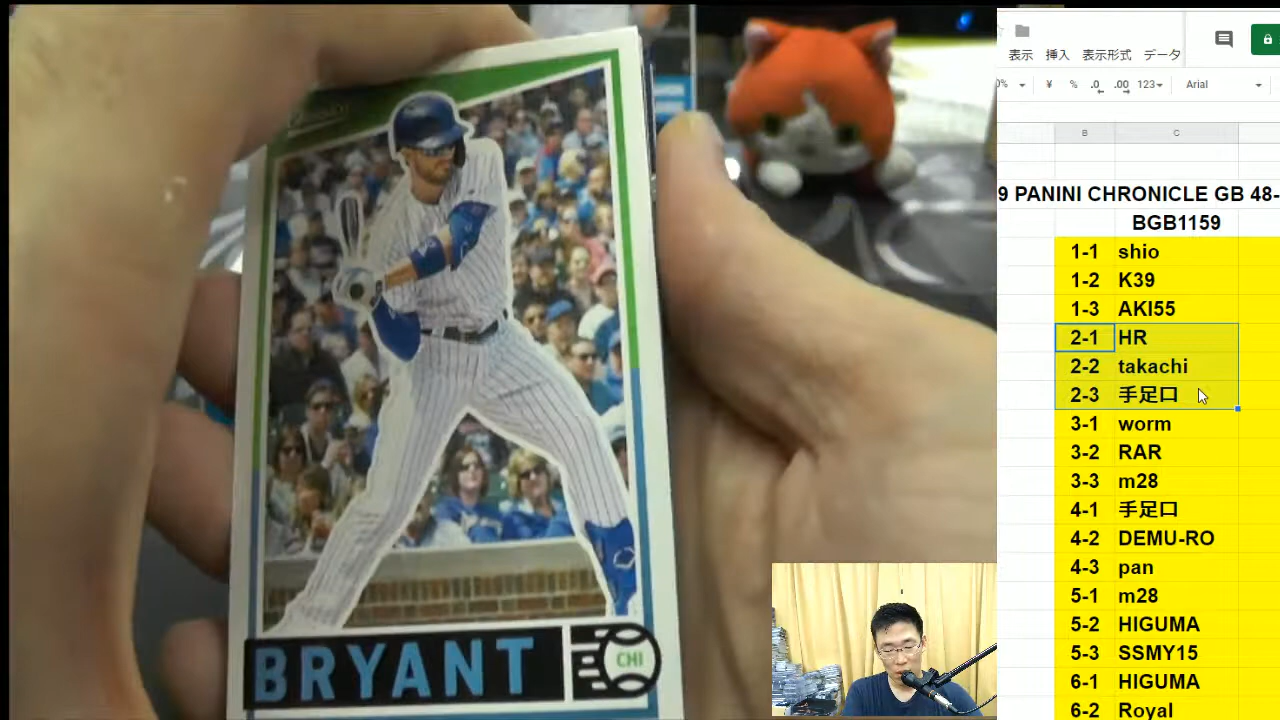 BRYANT
CHI
表示 挿入 表示形式 データ
% ¥ % .0 .00 123 Arial
B C
9 PANINI CHRONICLE GB 48-
BGB1159
1-1 shio
1-2 K39
1-3 AKI55
2-1 HR
2-2 takachi
2-3 手足口
3-1 worm
3-2 RAR
3-3 m28
4-1 手足口
4-2 DEMU-RO
4-3 pan
5-1 m28
5-2 HIGUMA
5-3 SSMY15
6-1 HIGUMA
6-2 Royal